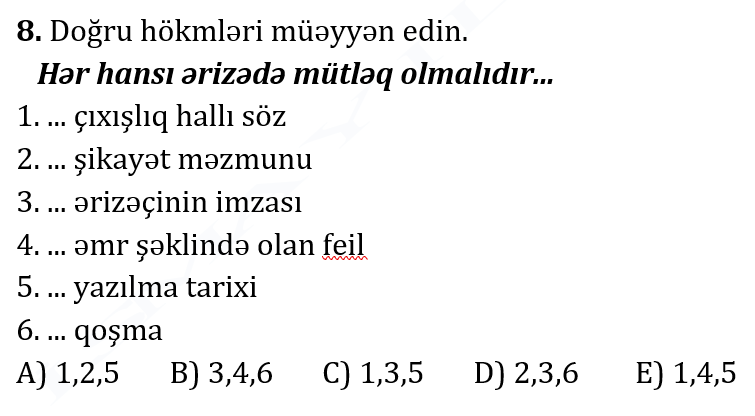 8. Doğru hökmləri müəyyən edin.
Hər hansı ərizədə mütləq olmalıdır...
1. ... çıxışlıq hallı söz
2. ... şikayət məzmunu
3. ... ərizəçinin imzası
4. ... əmr şəklində olan feil
5. ... yazılma tarixi
6. ... qoşma
A) 1,2,5 B) 3,4,6 C) 1,3,5 D) 2,3,6 E) 1,4,5